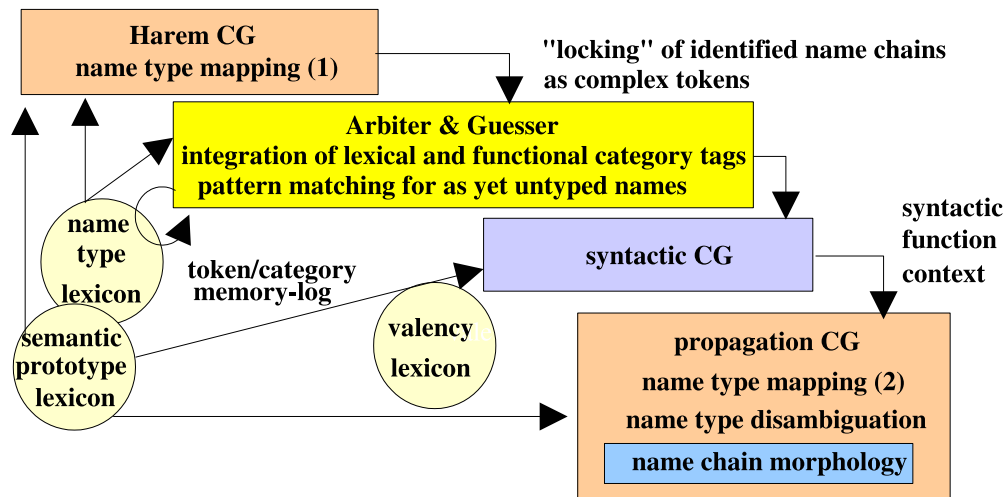 Harem CG
name type mapping (1)
"locking" of identified name chains
as complex tokens
Arbiter & Guesser
integration of lexical and functional category tags
pattern matching for as yet untyped names
name
type
lexicon
token/category
memory-log
syntactic CG
syntactic
function
context
semantic
prototype
lexicon
valency
lexicon
propagation CG
name type mapping (2)
name type disambiguation
name chain morphology